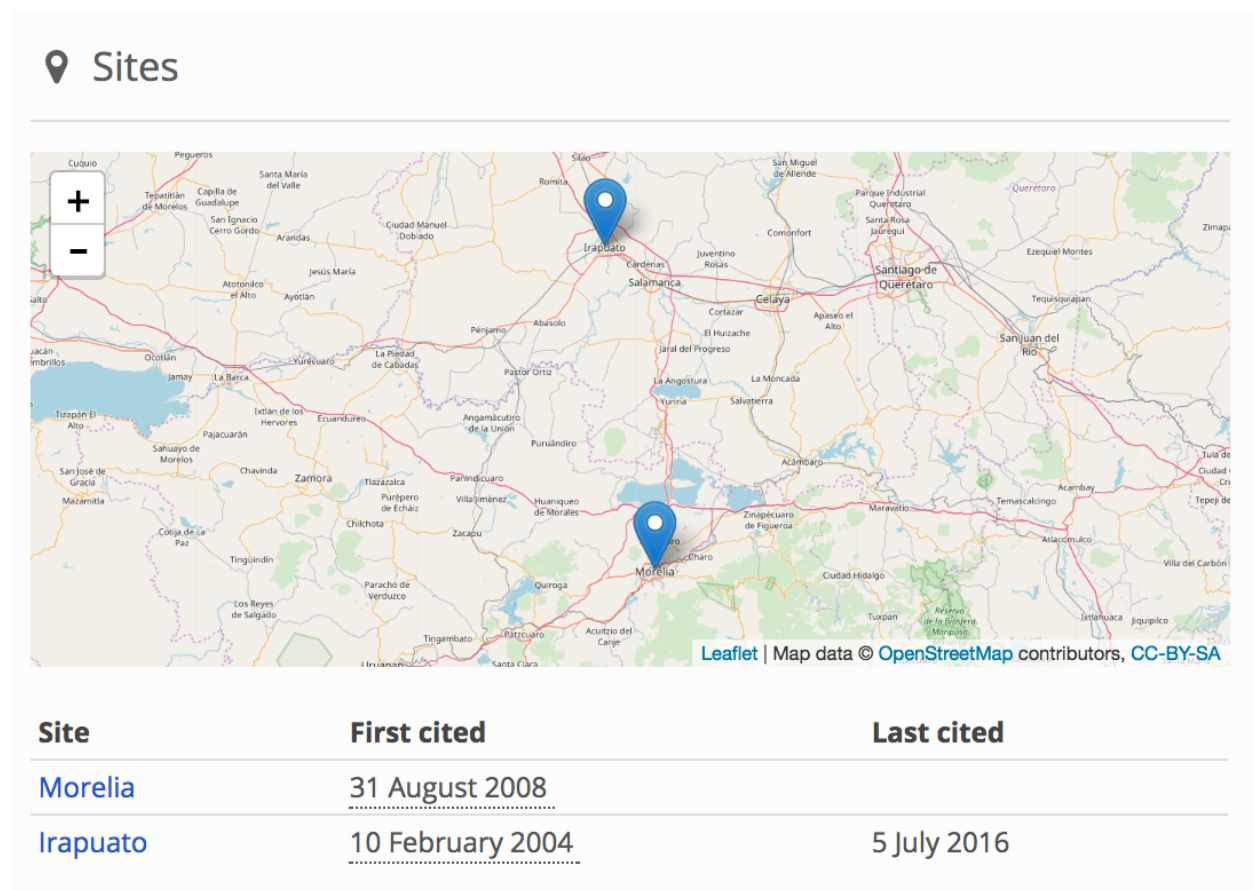 Sites
+
-
Cuquio
Pegueros
Santa María
del Valle
Tepatitlán
de Morelos
Capilla de
Guadalupe
San Ignacio
Cerro Gordo
Arandas
Ciudad Manuel
Doblado
Silao
Romita
Irapuato
San Miguel
de Allende
Parque Industrial
Queretaro
Santa Rosa
Jauregui
Querétaro
Comonfort
Zimapa
Ezequiel Montes
Jesús María
Atotonilco
el Alto
Ayotlán
Cárdenas
Salamanca
Juventino
Rosas
Celaya
Santiago de
Querétaro
Tequisquiapan
Cortazar
Apaseo el
Alto
Pénjamo
Abasolo
El Huizache
San Juan del
Río
Jaral del Progreso
Ocotlán
Jamay
La Barca
Yurécuaro
La Piedad
de Cabadas
Pastor Ortiz
La Angostura
Yuriria
La Moncada
Salvatierra
Tizapán El
Alto
Ixtlán de los
Hervores
Ecuandureo
Angamácutiro
de la Unión
Pajacuarán
Puruándiro
Sahuayo de
Morelos
Acámbaro
San José de
Gracia
Chavinda
Zamora
Tlazazalca
Panindícuaro
Acambay
Mazamitla
Purépero
de Echáiz
Villa Jiménez
Huaniqueo
de Morales
Zinapécuaro
de Figueroa
Maravatío
Temascalcingo
Chilchota
Zacapu
Cotija de La
Paz
Atlacomulco
Tingüindín
Morelia
Charo
Villa del Carbón
Paracho de
Verduzco
Quiroga
Ciudad Hidalgo
Los Reyes
de Salgado
Reserva
de la Biosfera
Mariposa
Tuxpan
Ixtlahuaca
Jiquipilco
Tingambato
Pátzcuaro
Acuitzio del
Canje
Uruapan
Santa Clara
Leaflet | Map data © OpenStreetMap contributors, CC-BY-SA
Site First cited Last cited
Morelia 31 August 2008
Irapuato 10 February 2004 5 July 2016